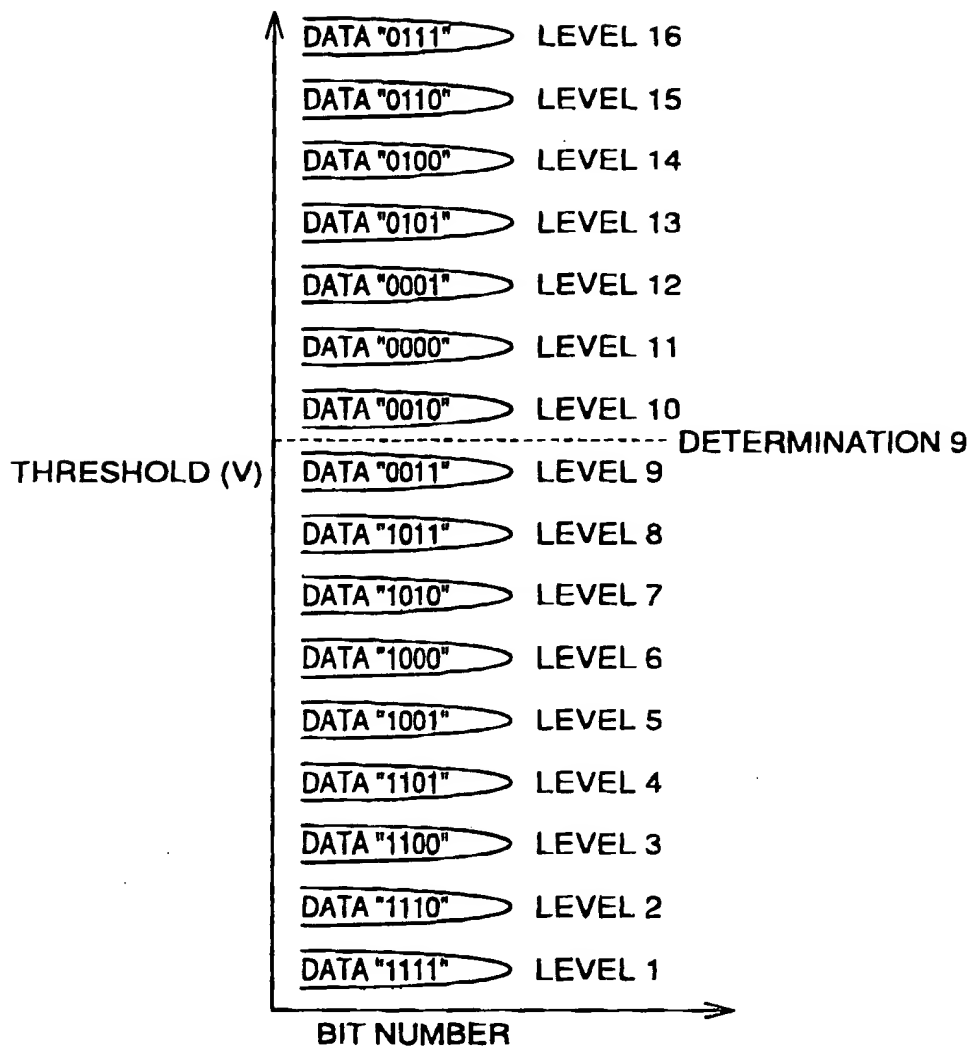 DATA "0111" LEVEL 16
DATA "0110" LEVEL 15
DATA "0100" LEVEL 14
DATA "0101" LEVEL 13
DATA "0001" LEVEL 12
DATA "0000" LEVEL 11
DATA "0010" LEVEL 10
DETERMINATION 9
THRESHOLD (V)
DATA "0011" LEVEL 9
DATA "1011" LEVEL 8
DATA "1010" LEVEL 7
DATA "1000" LEVEL 6
DATA "1001" LEVEL 5
DATA "1101" LEVEL 4
DATA "1100" LEVEL 3
DATA "1110" LEVEL 2
DATA "1111" LEVEL 1
BIT NUMBER